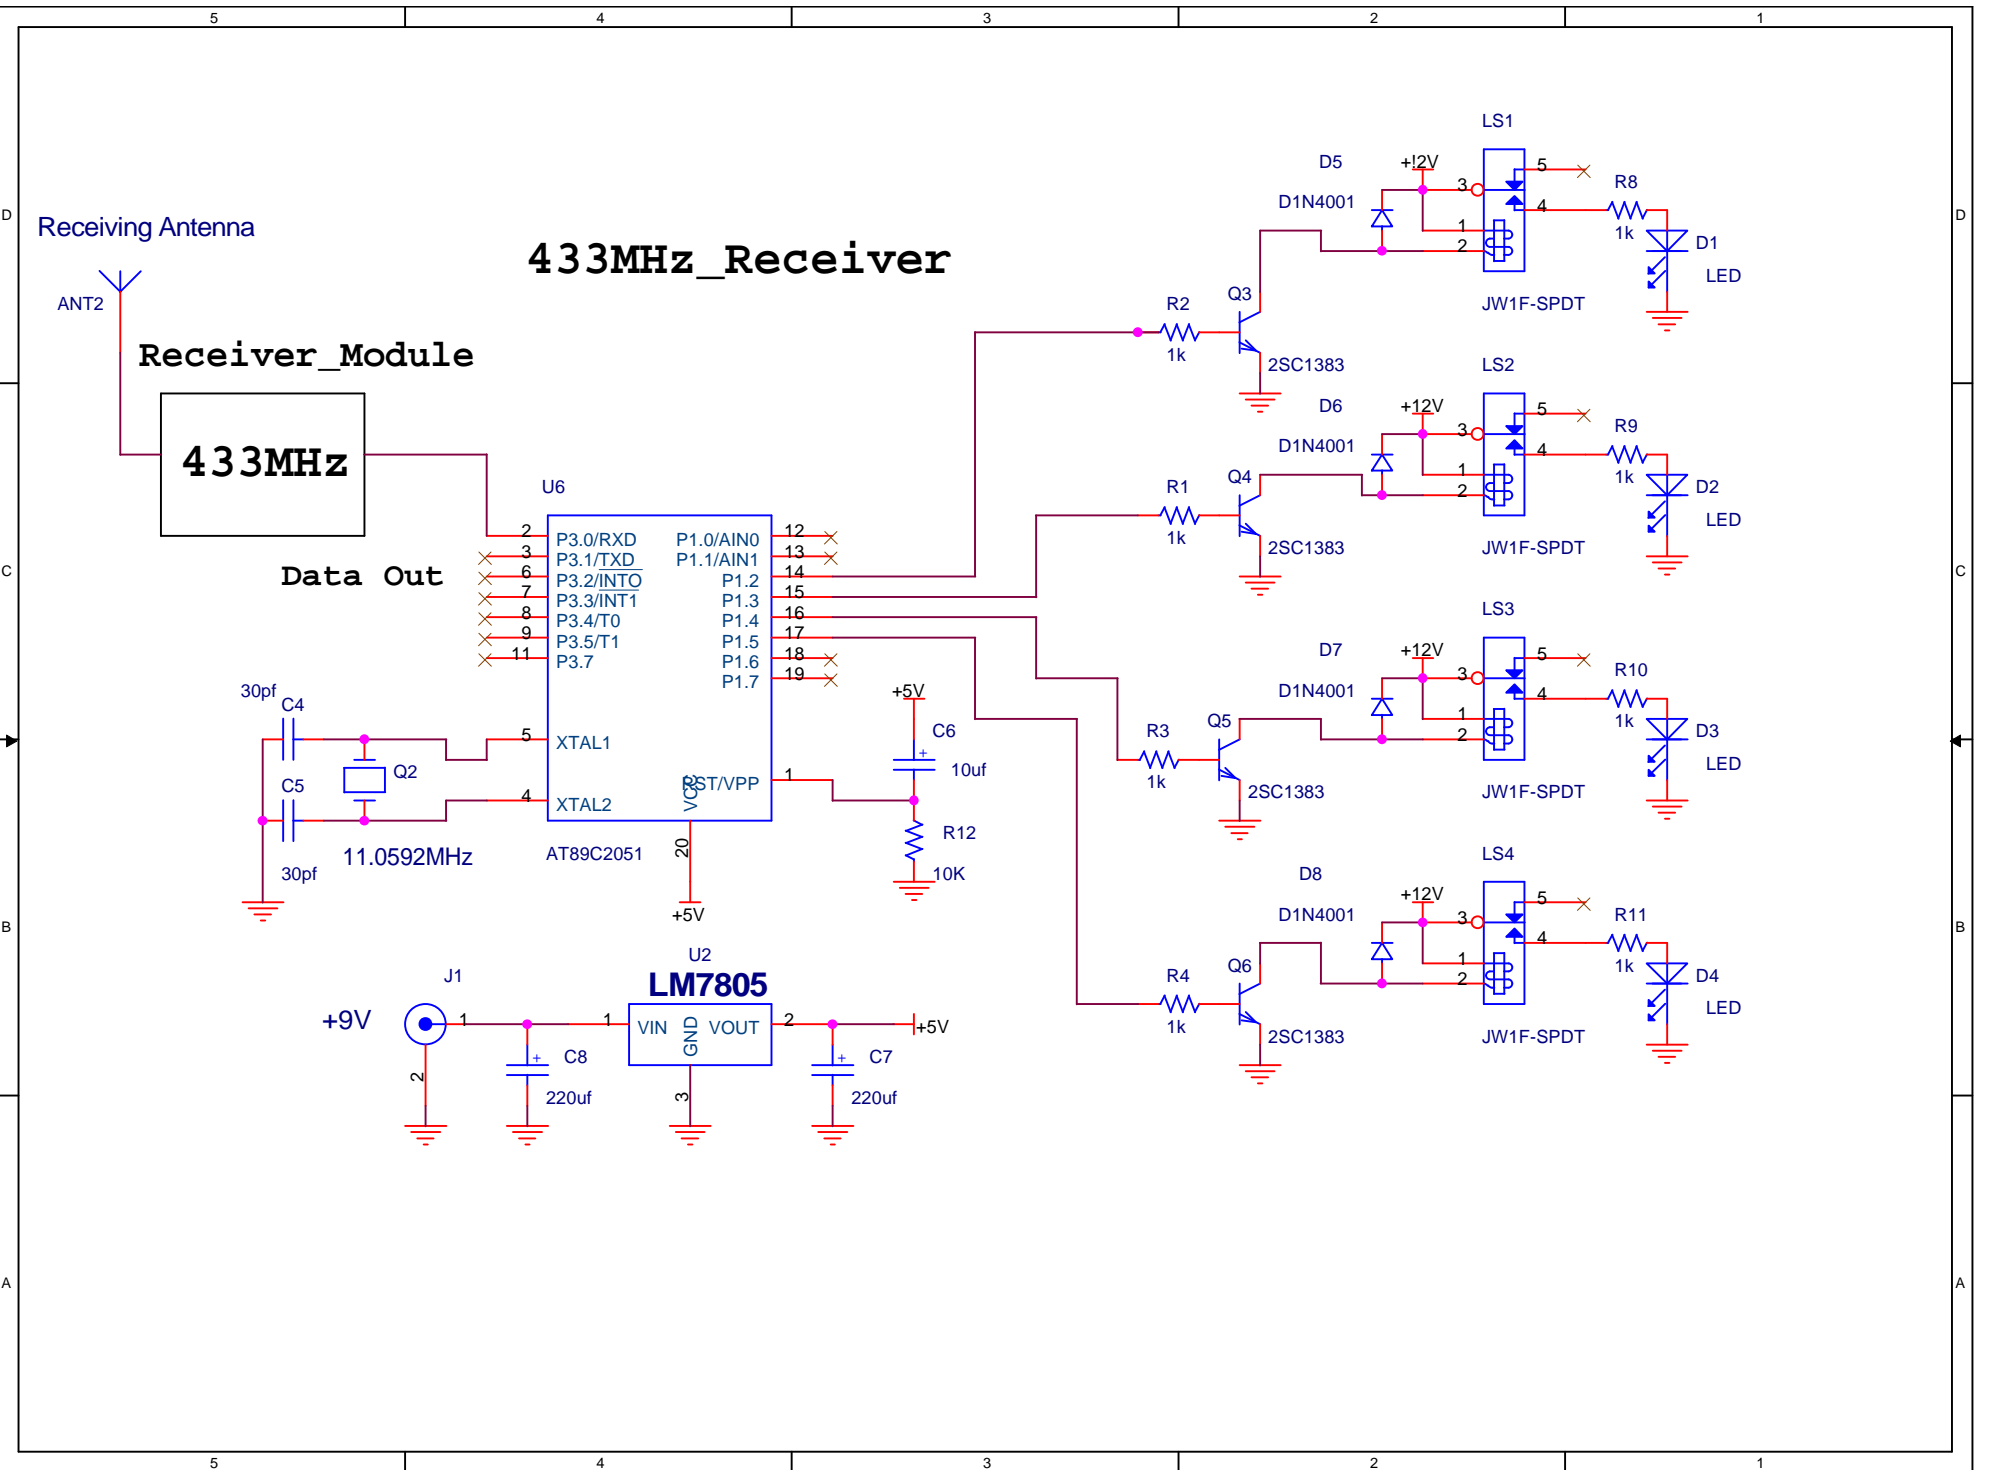 5 4 3 2 1
D
D
C
C
B
B
A
A
Receiving Antenna
ANT2
433MHz_Receiver
Receiver_Module
433MHz
Data Out
U6
2 P3.0/RXD
3 P3.1/TXD
6 P3.2/INTO
7 P3.3/INT1
8 P3.4/T0
9 P3.5/T1
11 P3.7
5 XTAL1
4 XTAL2
P1.0/AIN0 12
P1.1/AIN1 13
P1.2 14
P1.3 15
P1.4 16
P1.5 17
P1.6 18
P1.7 19
RST/VPP 1
VCC
20
+5V
AT89C2051
30pf
C4
C5
30pf
Q2
11.0592MHz
+5V
C6
+
10uf
R12
10K
J1
+9V
1
2
U2
LM7805
1 VIN GND VOUT 2
3
+5V
+ C8
220uf
+ C7
220uf
R2
1k
Q3
2SC1383
D5
D1N4001
+!2V
LS1
3
1
2
5
4
JW1F-SPDT
R8
1k
D1
LED
R1
1k
Q4
2SC1383
D6
D1N4001
+12V
LS2
3
1
2
5
4
JW1F-SPDT
R9
1k
D2
LED
R3
1k
Q5
2SC1383
D7
D1N4001
+12V
LS3
3
1
2
5
4
JW1F-SPDT
R10
1k
D3
LED
R4
1k
Q6
2SC1383
D8
D1N4001
+12V
LS4
3
1
2
5
4
JW1F-SPDT
R11
1k
D4
LED
5 4 3 2 1